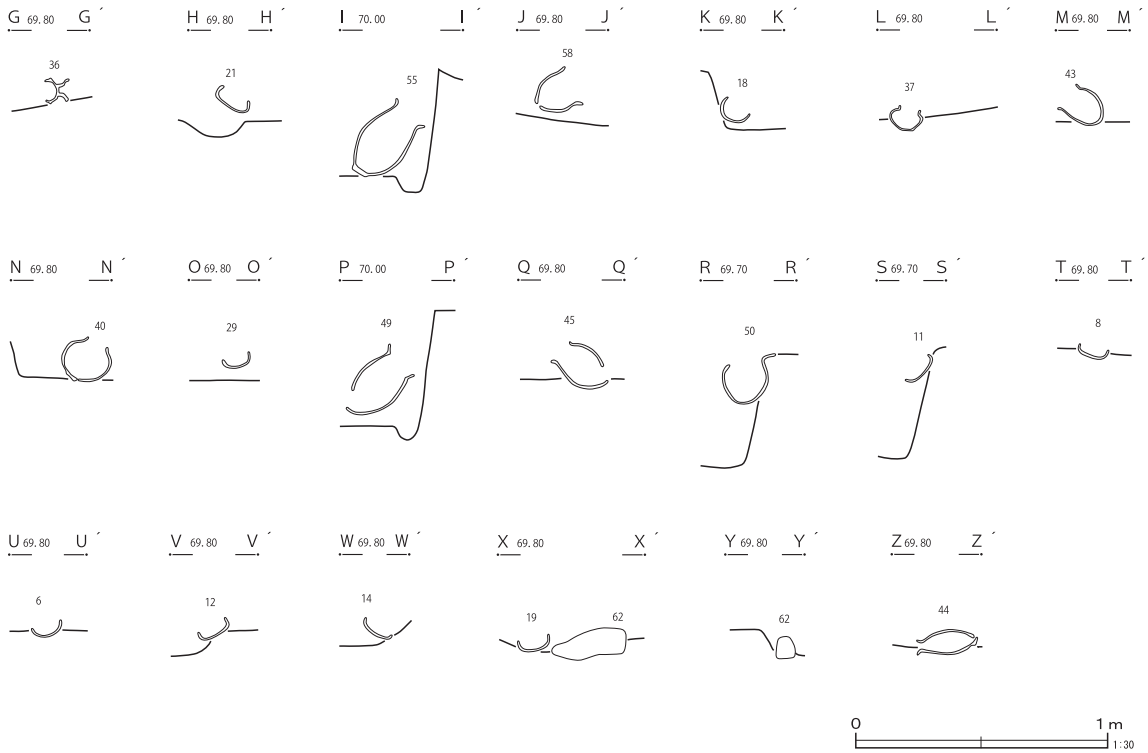 G 69.80 G´
H 69.80 H´
I 70.00 I´
J 69.80 J´
K 69.80 K´
L 69.80 L´
M 69.80 M´
36
21
55
58
18
37
43
N 69.80 N´
O 69.80 O´
P 70.00 P´
Q 69.80 Q´
R 69.70 R´
S 69.70 S´
T 69.80 T´
40
29
49
45
50
11
8
U 69.80 U´
V 69.80 V´
W 69.80 W´
X 69.80 X´
Y 69.80 Y´
Z 69.80 Z´
6
12
14
19
62
62
44
0 1 m
1:30